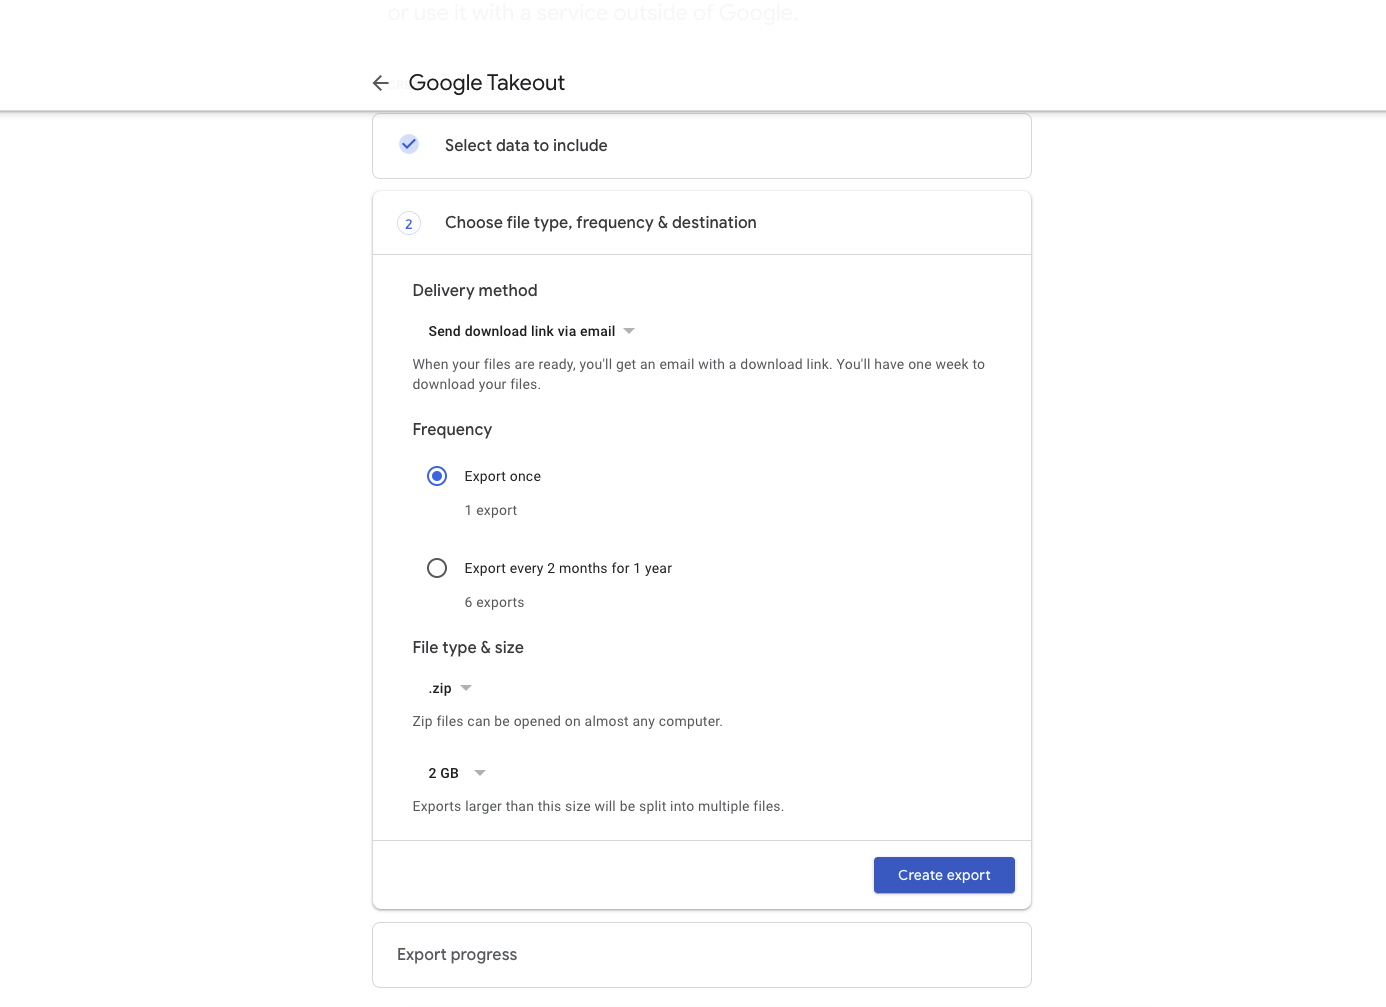 or use it with a service outside of Google.
Google Takeout
Select data to include
2 Choose file type, frequency & destination
Delivery method
Send download link via email
When your files are ready, you'll get an email with a download link. You'll have one week to
download your files.
Frequency
Export once
1 export
Export every 2 months for 1 year
6 exports
File type & size
.zip
Zip files can be opened on almost any computer.
2 GB
Exports larger than this size will be split into multiple files.
Create export
Export progress